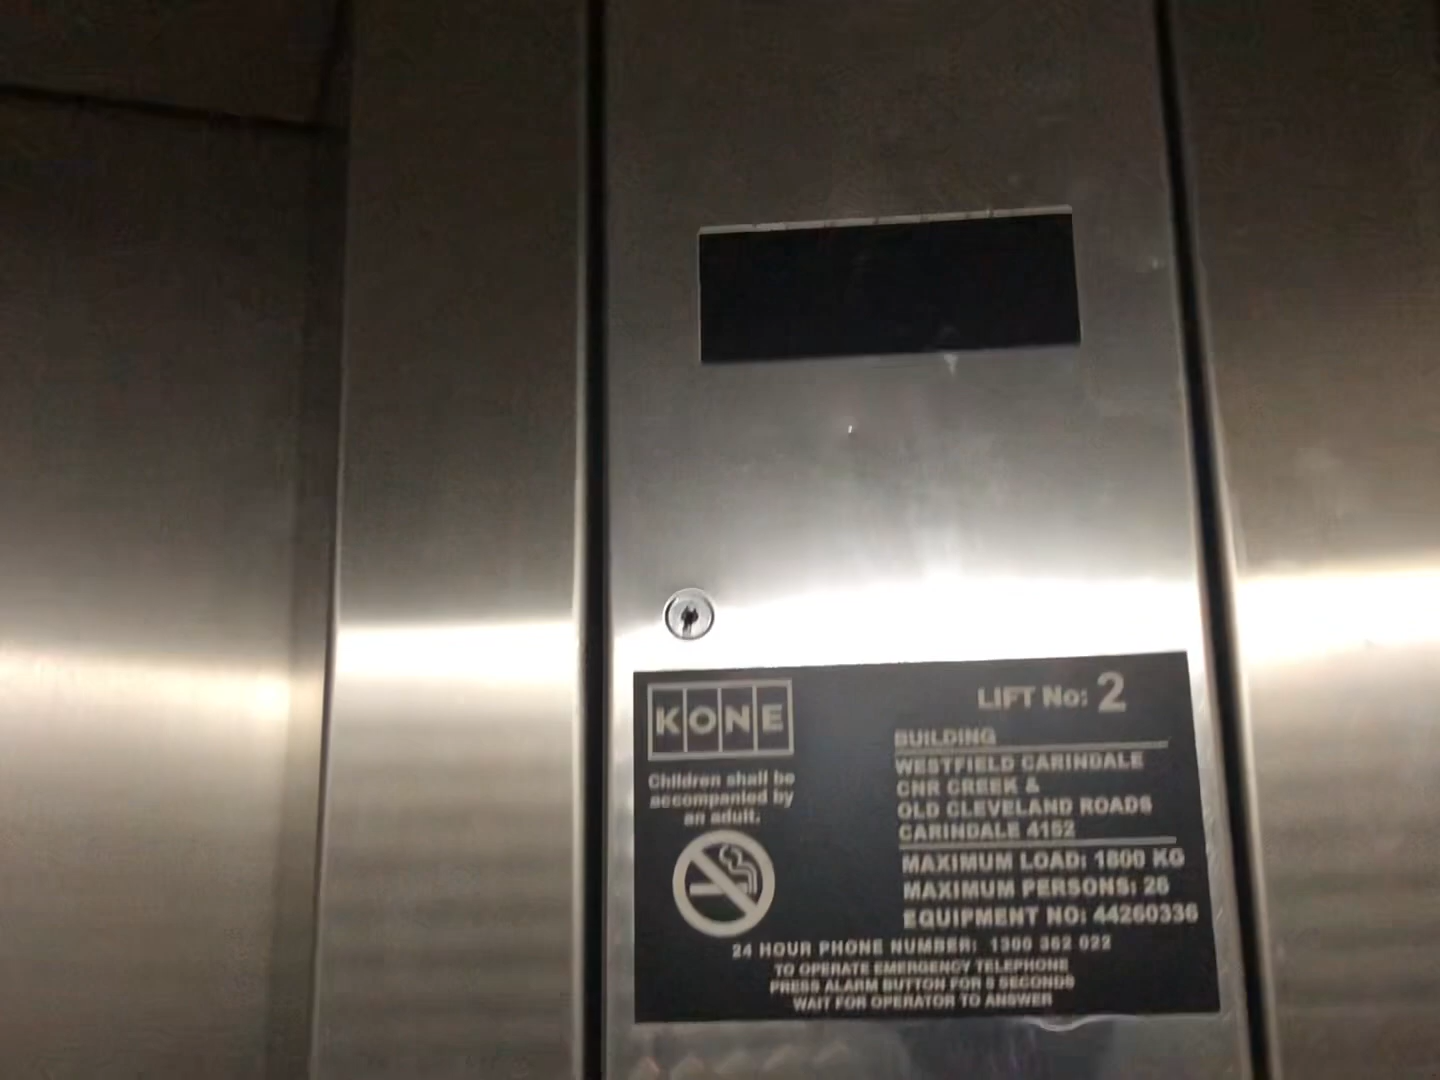 KONE
LIFT No: 2
Children shall be
accompanied by
an adult.
BUILDING
WESTFIELD CARINDALE
CNR CREEK &
OLD CLEVELAND ROADS
CARINDALE 4152
MAXIMUM LOAD: 1800 KG
MAXIMUM PERSONS: 26
EQUIPMENT NO: 44260336
24 HOUR PHONE NUMBER: 1300 362 022
TO OPERATE EMERGENCY TELEPHONE
PRESS ALARM BUTTON FOR SECONDS
WAIT FOR OPERATOR TO ANSWER